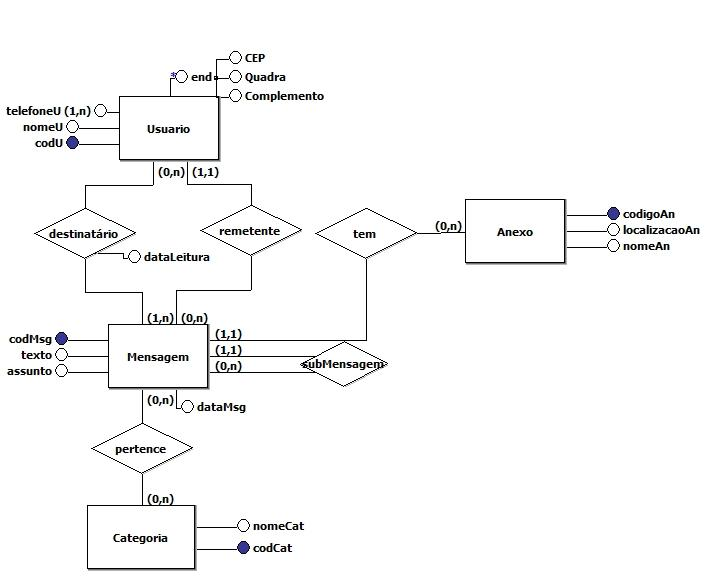 CEP
* end
Quadra
Complemento
telefoneU (1,n)
nomeU
codU
Usuario
(0,n) (1,1)
destinatário
remetente
dataLeitura
tem
(0,n)
Anexo
codigoAn
localizacaoAn
nomeAn
(1,n) (0,n)
codMsg
texto
assunto
Mensagem
(1,1)
(1,1)
(0,n)
subMensagem
(0,n)
dataMsg
pertence
(0,n)
Categoria
nomeCat
codCat